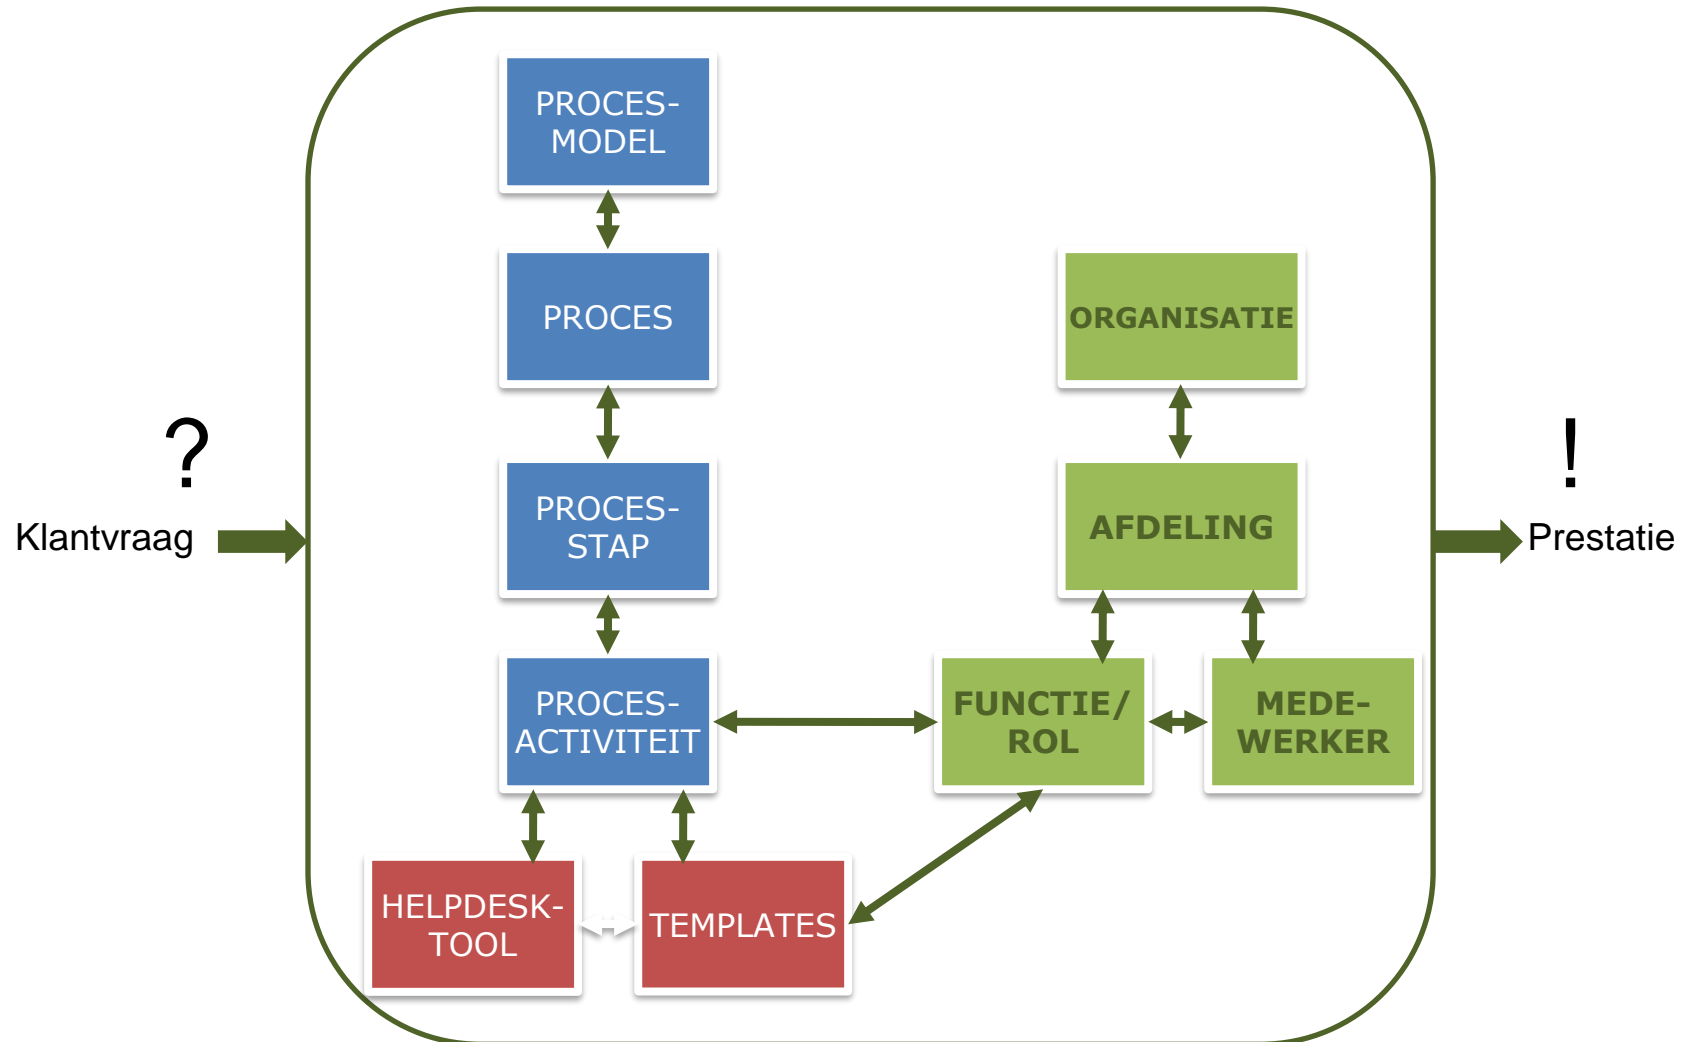 PROCES-
MODEL
PROCES
ORGANISATIE
?
!
Klantvraag
PROCES-
STAP
AFDELING
Prestatie
PROCES-
ACTIVITEIT
FUNCTIE/
ROL
MEDE-
WERKER
HELPDESK-
TOOL
TEMPLATES